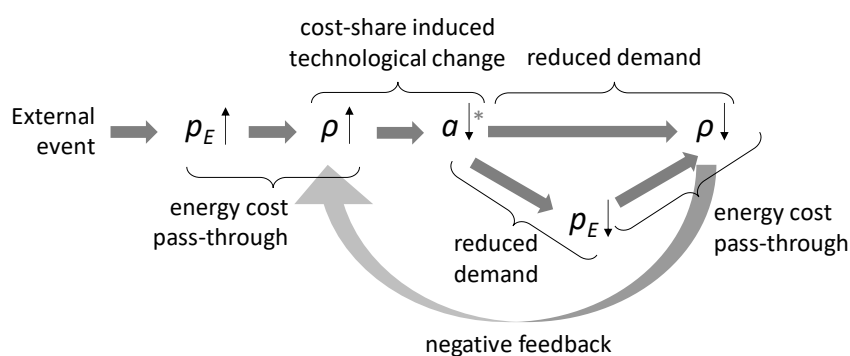 cost-share induced
technological change
reduced demand
External
event
p_E ↑
ρ ↑
a ↓*
ρ ↓
energy cost
pass-through
reduced
demand
p_E ↓
energy cost
pass-through
negative feedback